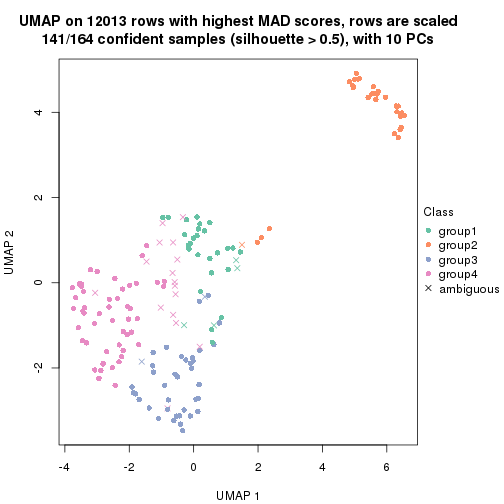 UMAP on 12013 rows with highest MAD scores, rows are scaled
141/164 confident samples (silhouette > 0.5), with 10 PCs
UMAP 2
4
2
0
-2
-4
-2
0
2
4
6
UMAP 1
Class
group1
group2
group3
group4
ambiguous